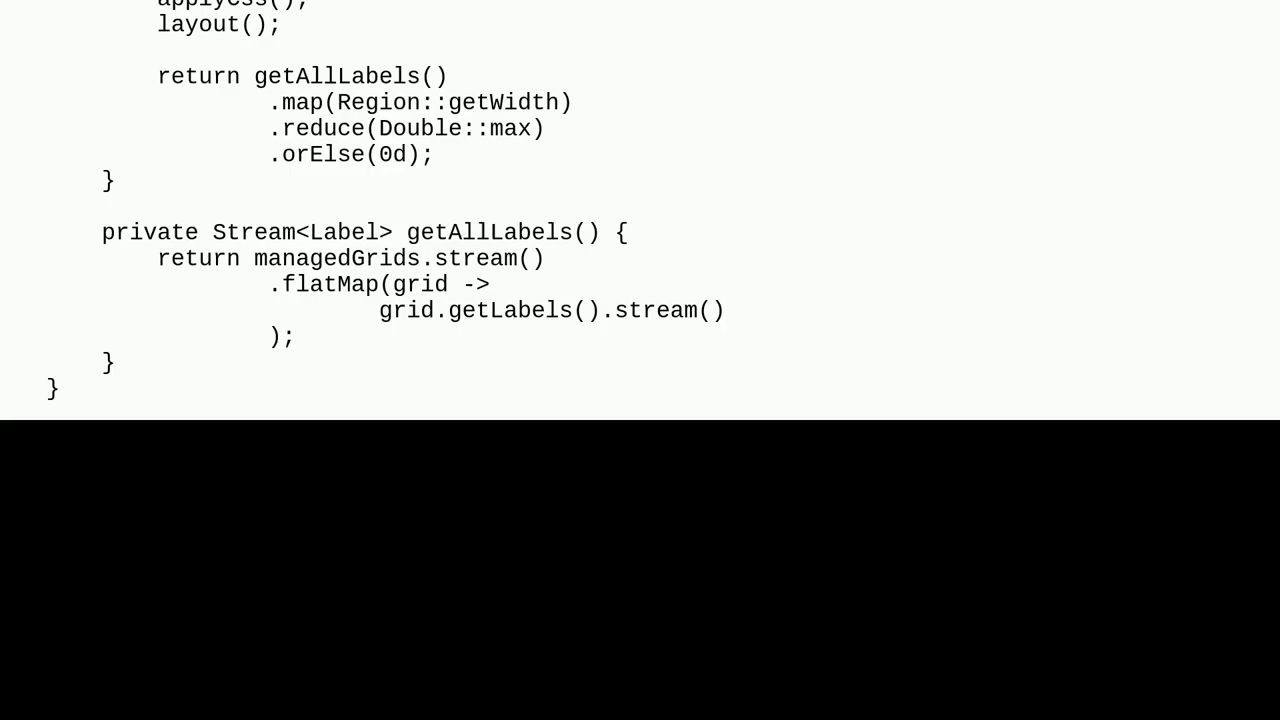 applyCss();
layout();
return getAllLabels()
.map(Region::getWidth)
.reduce(Double::max)
.orElse(0d);
}
private Stream<Label> getAllLabels() {
return managedGrids.stream()
.flatMap(grid ->
grid.getLabels().stream()
);
}
}